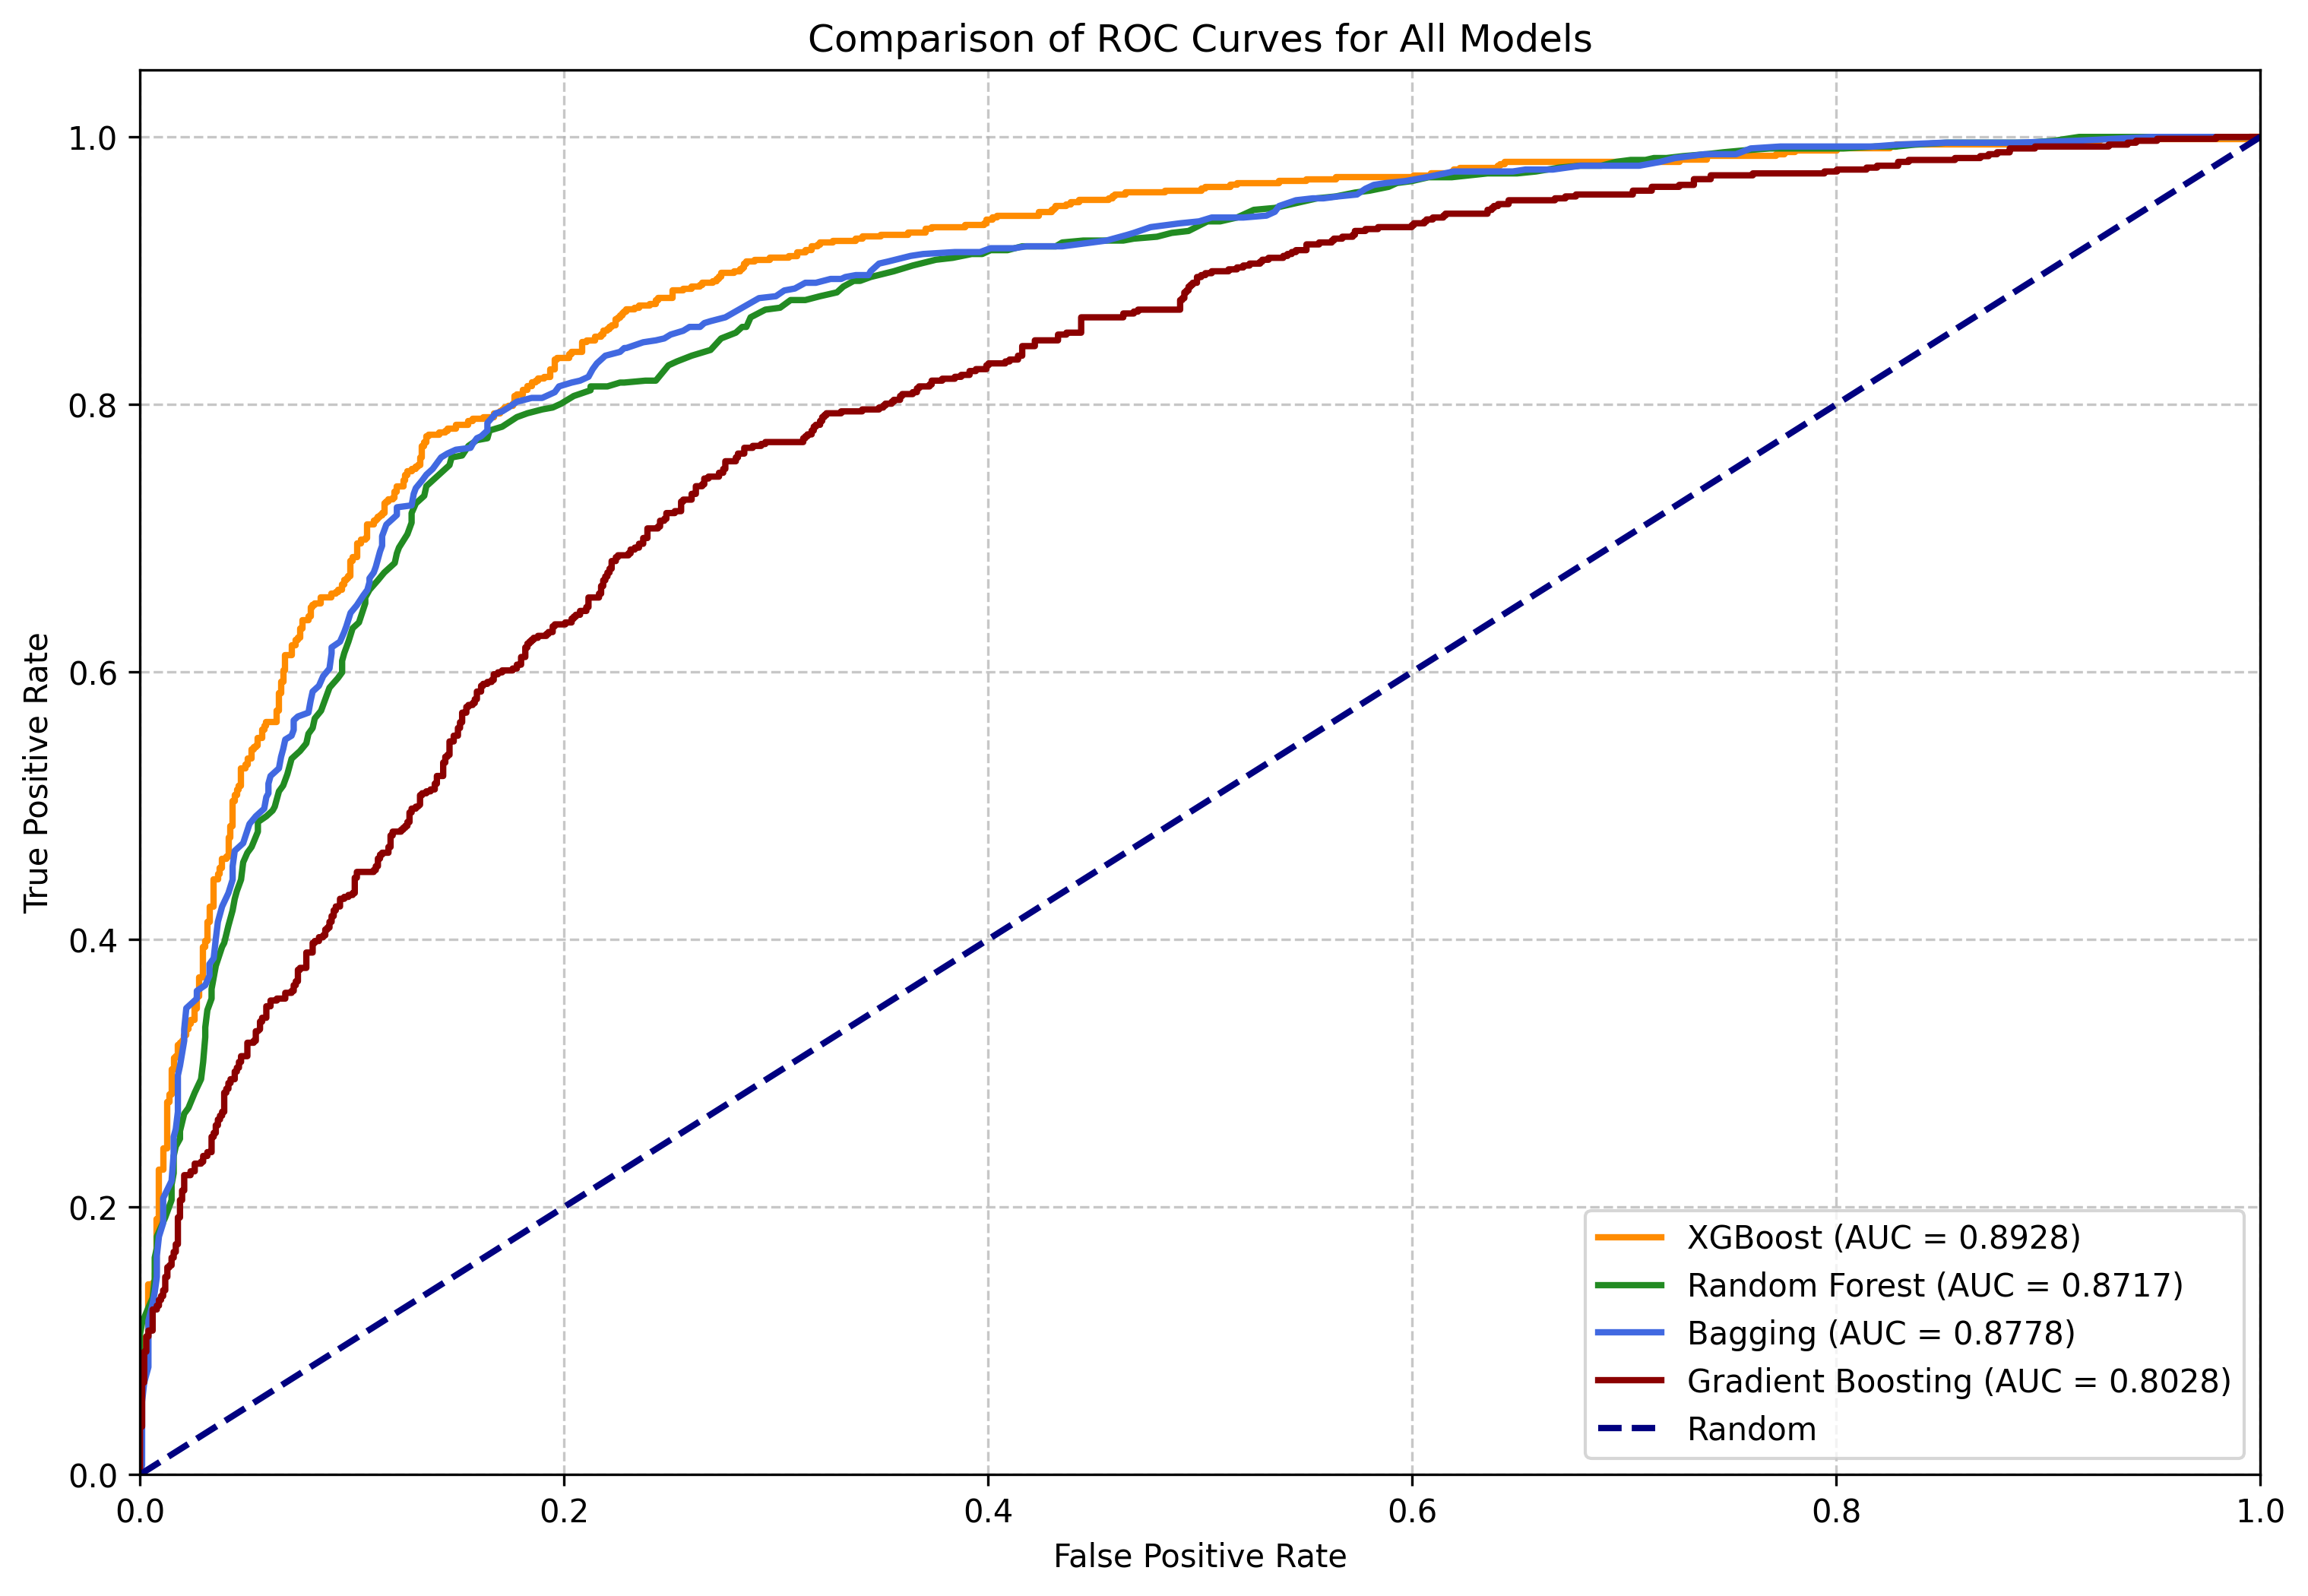 Comparison of ROC Curves for All Models
True Positive Rate
1.0
0.8
0.6
0.4
0.2
0.0
0.0 0.2 0.4 0.6 0.8 1.0
False Positive Rate
XGBoost (AUC = 0.8928)
Random Forest (AUC = 0.8717)
Bagging (AUC = 0.8778)
Gradient Boosting (AUC = 0.8028)
Random